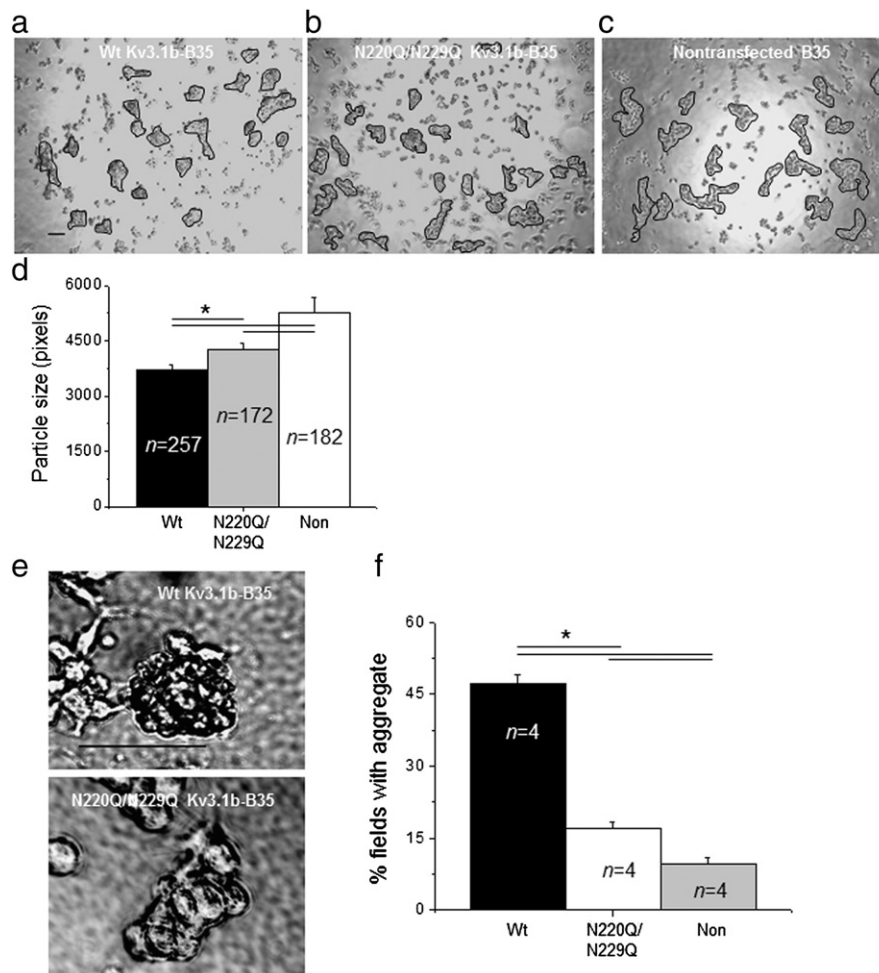 a
Wt Kv3.1b-B35
b
N220Q/N229Q Kv3.1b-B35
c
Nontransfected B35
d
Particle size (pixels)
6000
4500
3000
1500
0
*
n=257
n=172
n=182
Wt
N220Q/
N229Q
Non
e
Wt Kv3.1b-B35
N220Q/N229Q Kv3.1b-B35
f
% fields with aggregate
60
45
30
15
0
*
n=4
n=4
n=4
Wt
N220Q/
N229Q
Non